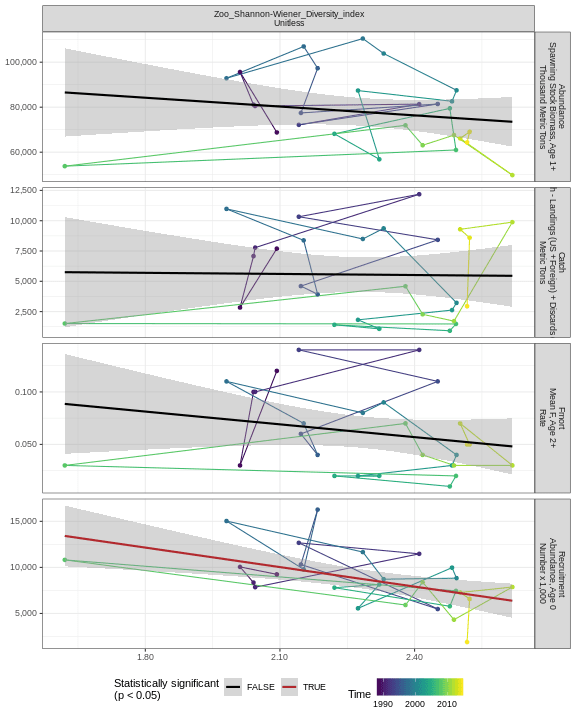 Zoo_Shannon-Wiener_Diversity_index
Unitless
100,000
80,000
60,000
Abundance
Spawning Stock Biomass, Age 1+
Thousand Metric Tons
12,500
10,000
7,500
5,000
2,500
Catch
h - Landings (US +Foreign) + Discards
Metric Tons
0.100
0.050
Fmort
Mean F, Age 2+
Rate
15,000
10,000
5,000
Recruitment
Abundance, Age 0
Number x 1,000
1.80 2.10 2.40
Statistically significant
(p < 0.05)
FALSE TRUE
Time
1990 2000 2010